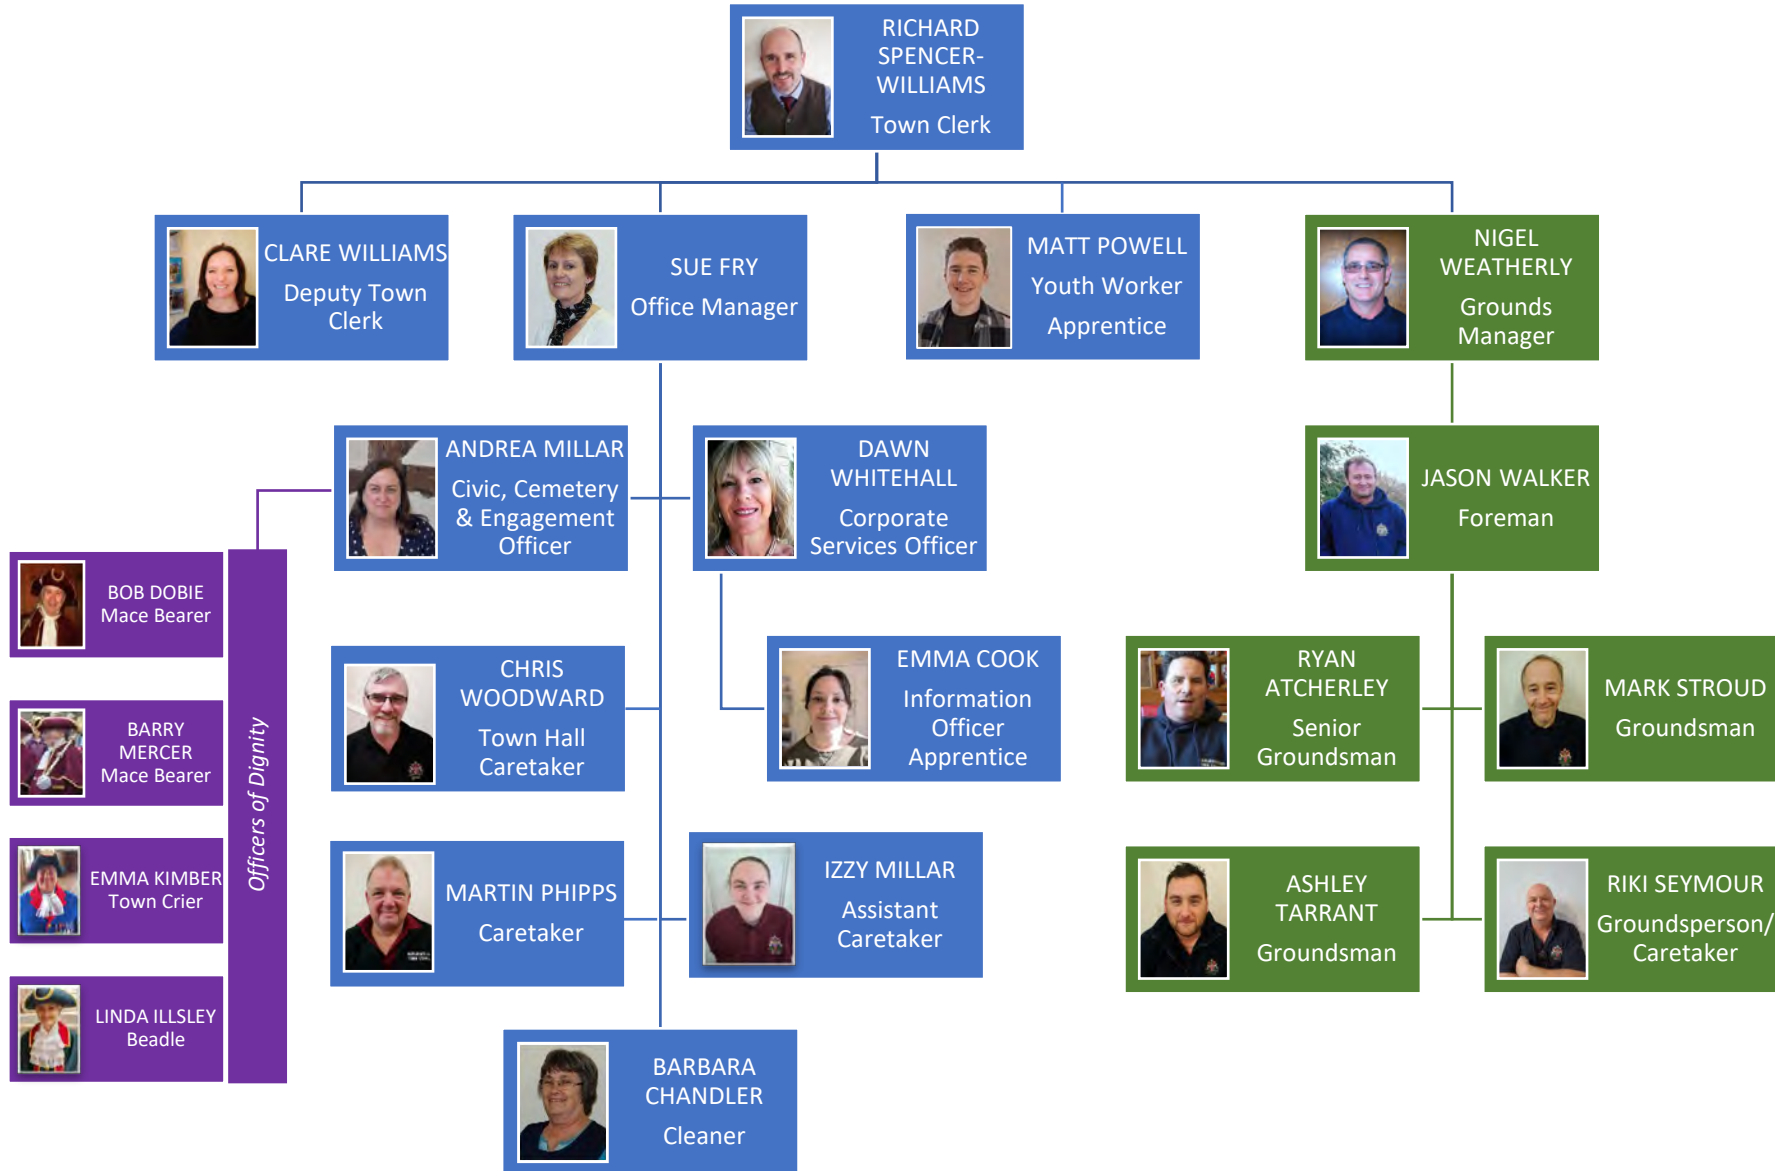 RICHARD
SPENCER-
WILLIAMS
Town Clerk
CLARE WILLIAMS
Deputy Town
Clerk
SUE FRY
Office Manager
MATT POWELL
Youth Worker
Apprentice
NIGEL
WEATHERLY
Grounds
Manager
ANDREA MILLAR
Civic, Cemetery
& Engagement
Officer
DAWN
WHITEHALL
Corporate
Services Officer
JASON WALKER
Foreman
Officers of Dignity
BOB DOBIE
Mace Bearer
BARRY
MERCER
Mace Bearer
EMMA KIMBER
Town Crier
LINDA ILLSLEY
Beadle
CHRIS
WOODWARD
Town Hall
Caretaker
EMMA COOK
Information
Officer
Apprentice
RYAN
ATCHERLEY
Senior
Groundsman
MARK STROUD
Groundsman
MARTIN PHIPPS
Caretaker
IZZY MILLAR
Assistant
Caretaker
ASHLEY
TARRANT
Groundsman
RIKI SEYMOUR
Groundsperson/
Caretaker
BARBARA
CHANDLER
Cleaner